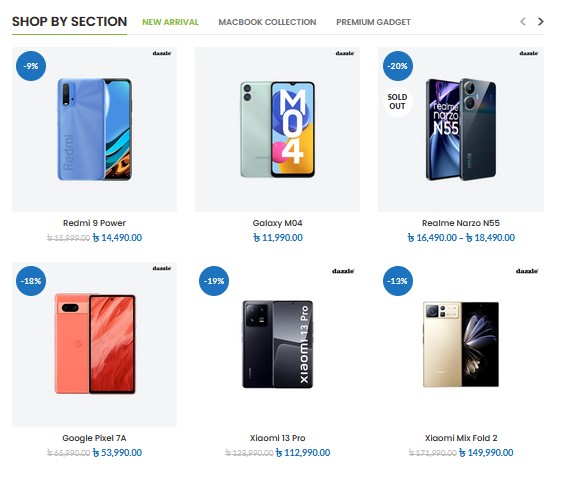 SHOP BY SECTION NEW ARRIVAL MACBOOK COLLECTION PREMIUM GADGET
-9% dazzle
Redmi
Redmi 9 Power
৳ 15,999.00 ৳ 14,490.00
dazzle
M04
Galaxy M04
৳ 11,990.00
-20% dazzle
SOLD
OUT
realme
narzo
N55
Realme Narzo N55
৳ 16,490.00 – ৳ 18,490.00
-18% dazzle
Google Pixel 7A
৳ 65,990.00 ৳ 53,990.00
-19% dazzle
xiaomi 13 Pro
Xiaomi 13 Pro
৳ 138,990.00 ৳ 112,990.00
-13% dazzle
Xiaomi Mix Fold 2
৳ 171,990.00 ৳ 149,990.00